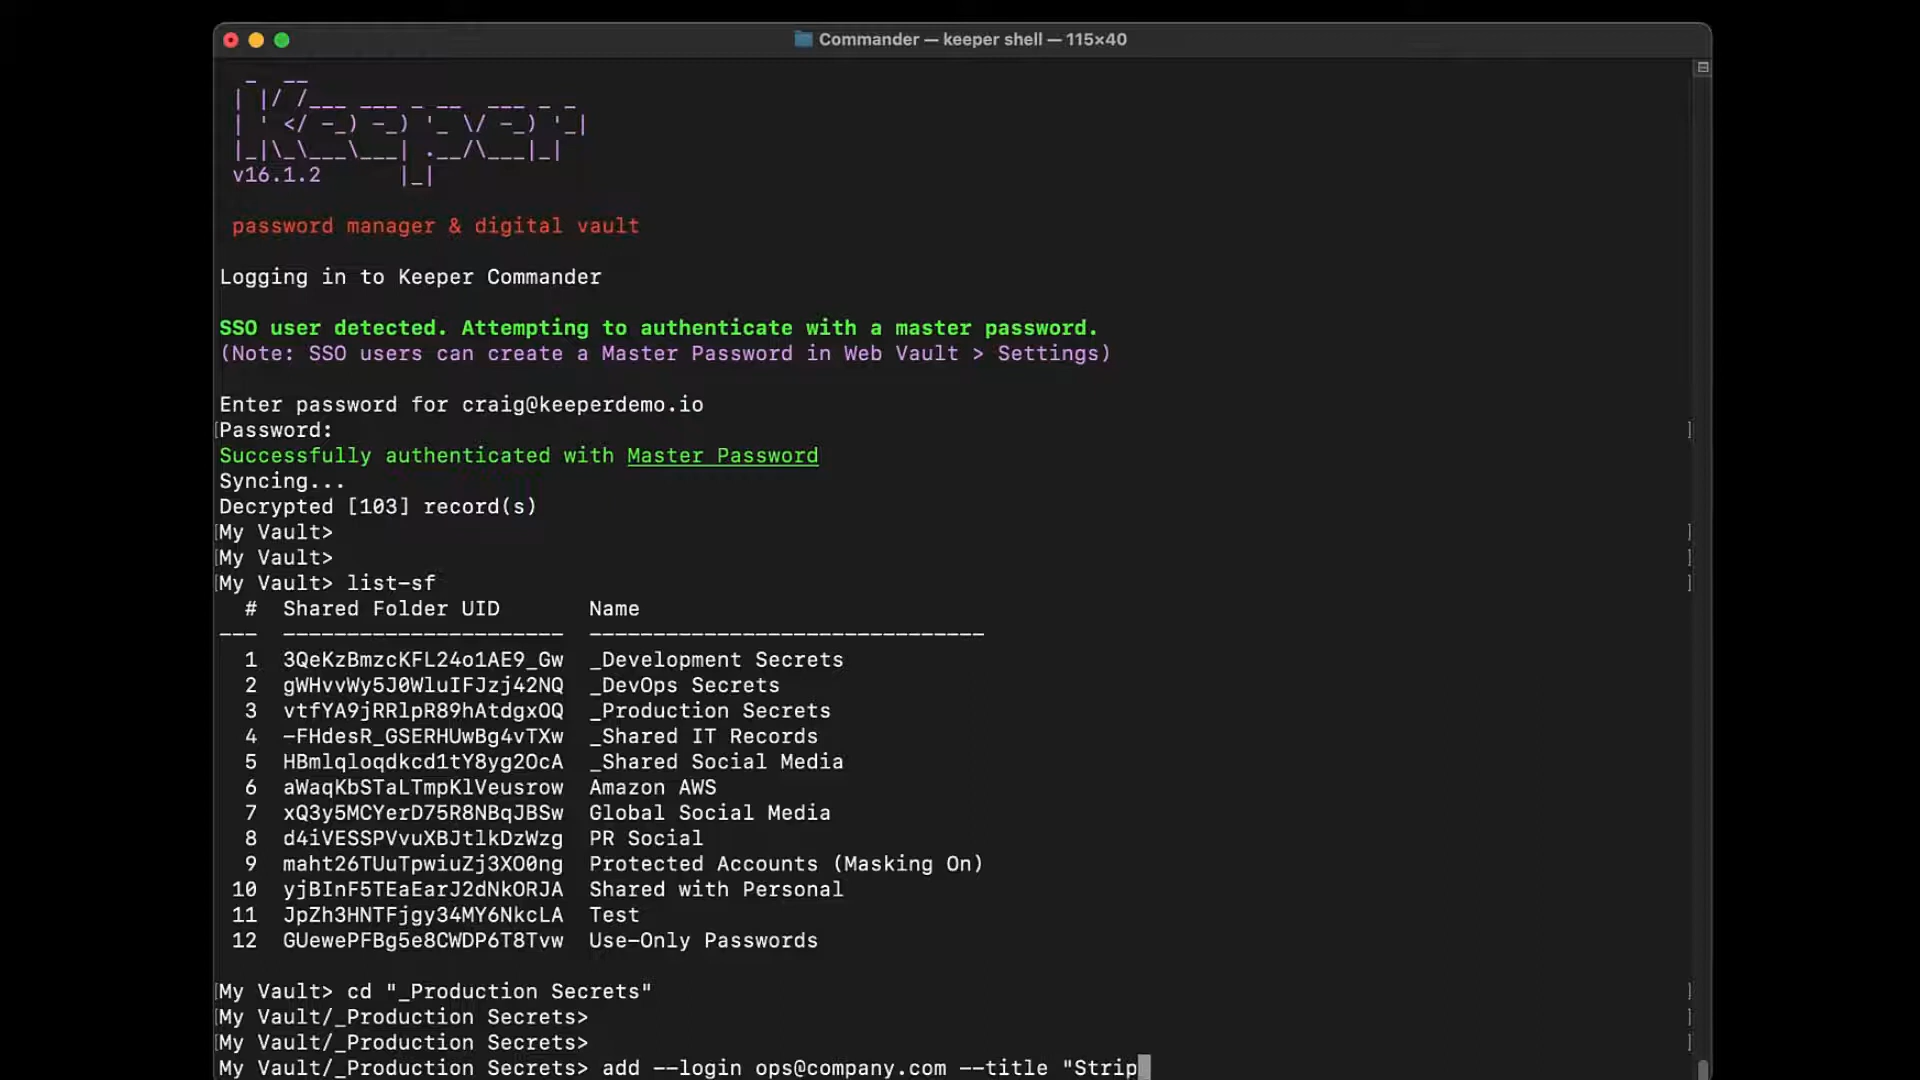 Commander — keeper shell — 115×40
 _  __
| |/ /___ ___ _ __  ___ _ _
| ' </ -_) -_) '_ \/ -_) '_|
|_|\_\___\___| .__/\___|_|
v16.1.2      |_|
password manager & digital vault
Logging in to Keeper Commander
SSO user detected. Attempting to authenticate with a master password.
(Note: SSO users can create a Master Password in Web Vault > Settings)
Enter password for craig@keeperdemo.io
Password:
Successfully authenticated with Master Password
Syncing...
Decrypted [103] record(s)
My Vault>
My Vault>
My Vault> list-sf
  #  Shared Folder UID       Name
---  ----------------------  -------------------------------
  1  3QeKzBmzcKFL24o1AE9_Gw  _Development Secrets
  2  gWHvvWy5J0WluIFJzj42NQ  _DevOps Secrets
  3  vtfYA9jRRlpR89hAtdgxOQ  _Production Secrets
  4  -FHdesR_GSERHUwBg4vTXw  _Shared IT Records
  5  HBmlqloqdkcd1tY8yg2OcA  _Shared Social Media
  6  aWaqKbSTaLTmpKlVeusrow  Amazon AWS
  7  xQ3y5MCYerD75R8NBqJBSw  Global Social Media
  8  d4iVESSPVvuXBJtlkDzWzg  PR Social
  9  maht26TUuTpwiuZj3XO0ng  Protected Accounts (Masking On)
 10  yjBInF5TEaEarJ2dNkORJA  Shared with Personal
 11  JpZh3HNTFjgy34MY6NkcLA  Test
 12  GUewePFBg5e8CWDP6T8Tvw  Use-Only Passwords
My Vault> cd "_Production Secrets"
My Vault/_Production Secrets>
My Vault/_Production Secrets>
My Vault/_Production Secrets> add --login ops@company.com --title "Strip